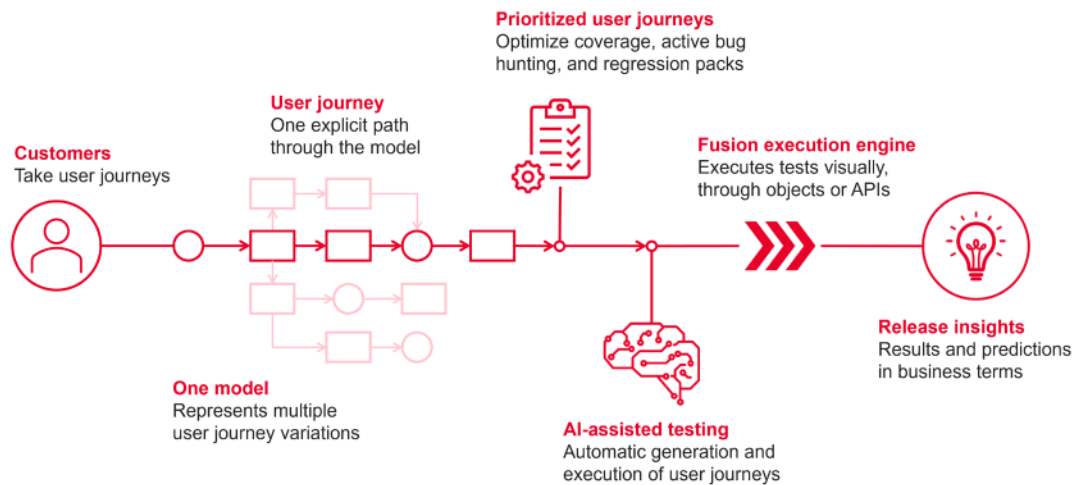 Prioritized user journeys
Optimize coverage, active bug
hunting, and regression packs
User journey
One explicit path
through the model
Customers
Take user journeys
Fusion execution engine
Executes tests visually,
through objects or APIs
One model
Represents multiple
user journey variations
AI-assisted testing
Automatic generation and
execution of user journeys
Release insights
Results and predictions
in business terms